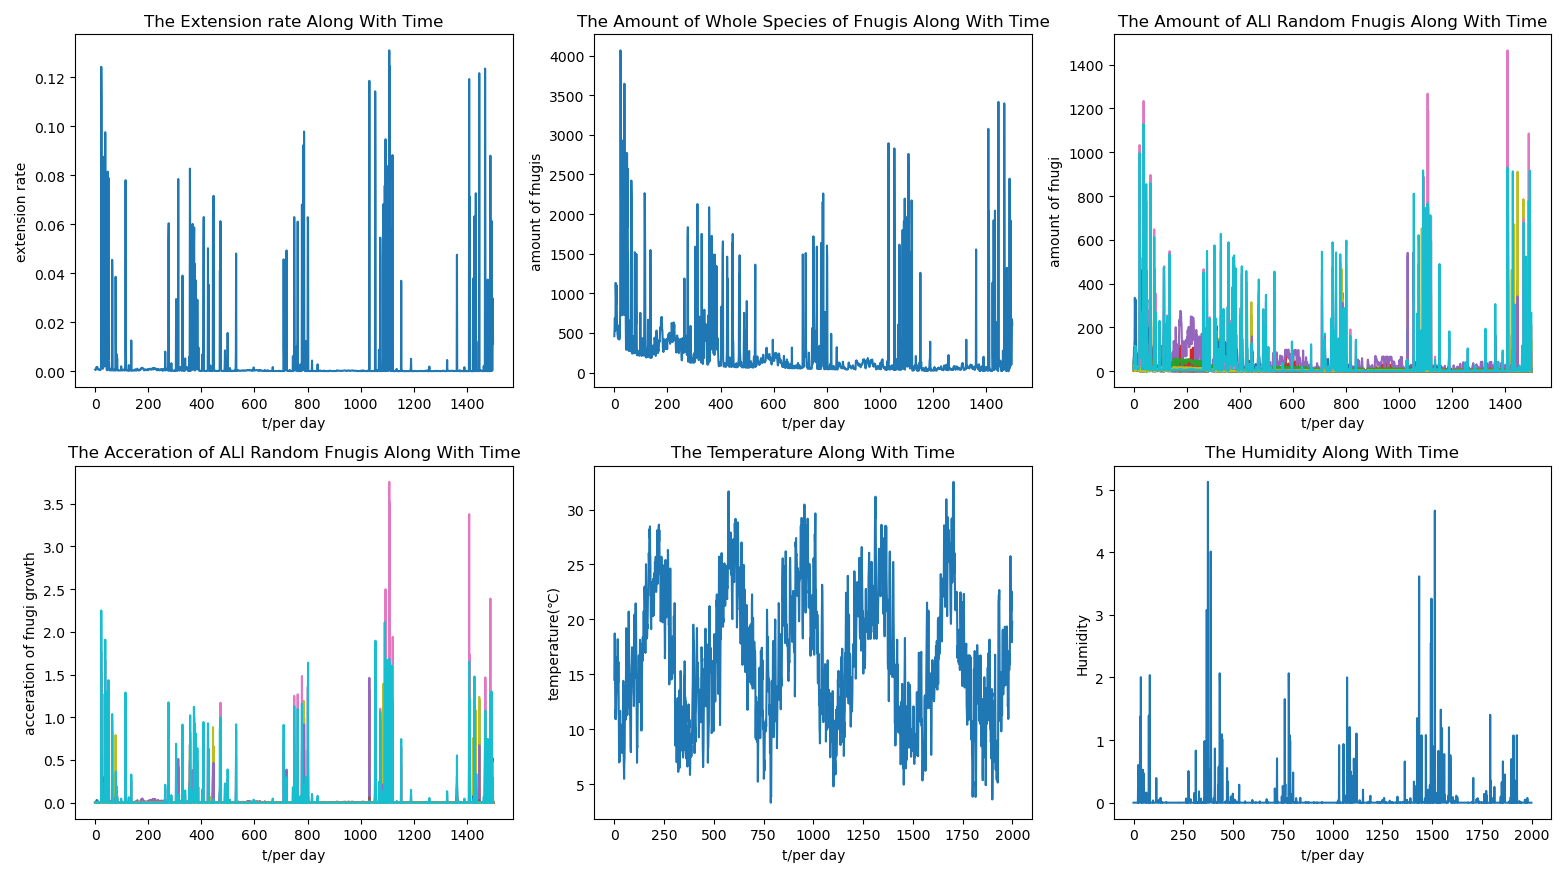 The Extension rate Along With Time
extension rate
0.12
0.10
0.08
0.06
0.04
0.02
0.00
0 200 400 600 800 1000 1200 1400
t/per day
The Amount of Whole Species of Fnugis Along With Time
amount of fnugis
4000
3500
3000
2500
2000
1500
1000
500
0
0 200 400 600 800 1000 1200 1400
t/per day
The Amount of ALI Random Fnugis Along With Time
amount of fnugi
1400
1200
1000
800
600
400
200
0
0 200 400 600 800 1000 1200 1400
t/per day
The Acceration of ALI Random Fnugis Along With Time
acceration of fnugi growth
3.5
3.0
2.5
2.0
1.5
1.0
0.5
0.0
0 200 400 600 800 1000 1200 1400
t/per day
The Temperature Along With Time
temperature(℃)
30
25
20
15
10
5
0 250 500 750 1000 1250 1500 1750 2000
t/per day
The Humidity Along With Time
Humidity
5
4
3
2
1
0
0 250 500 750 1000 1250 1500 1750 2000
t/per day